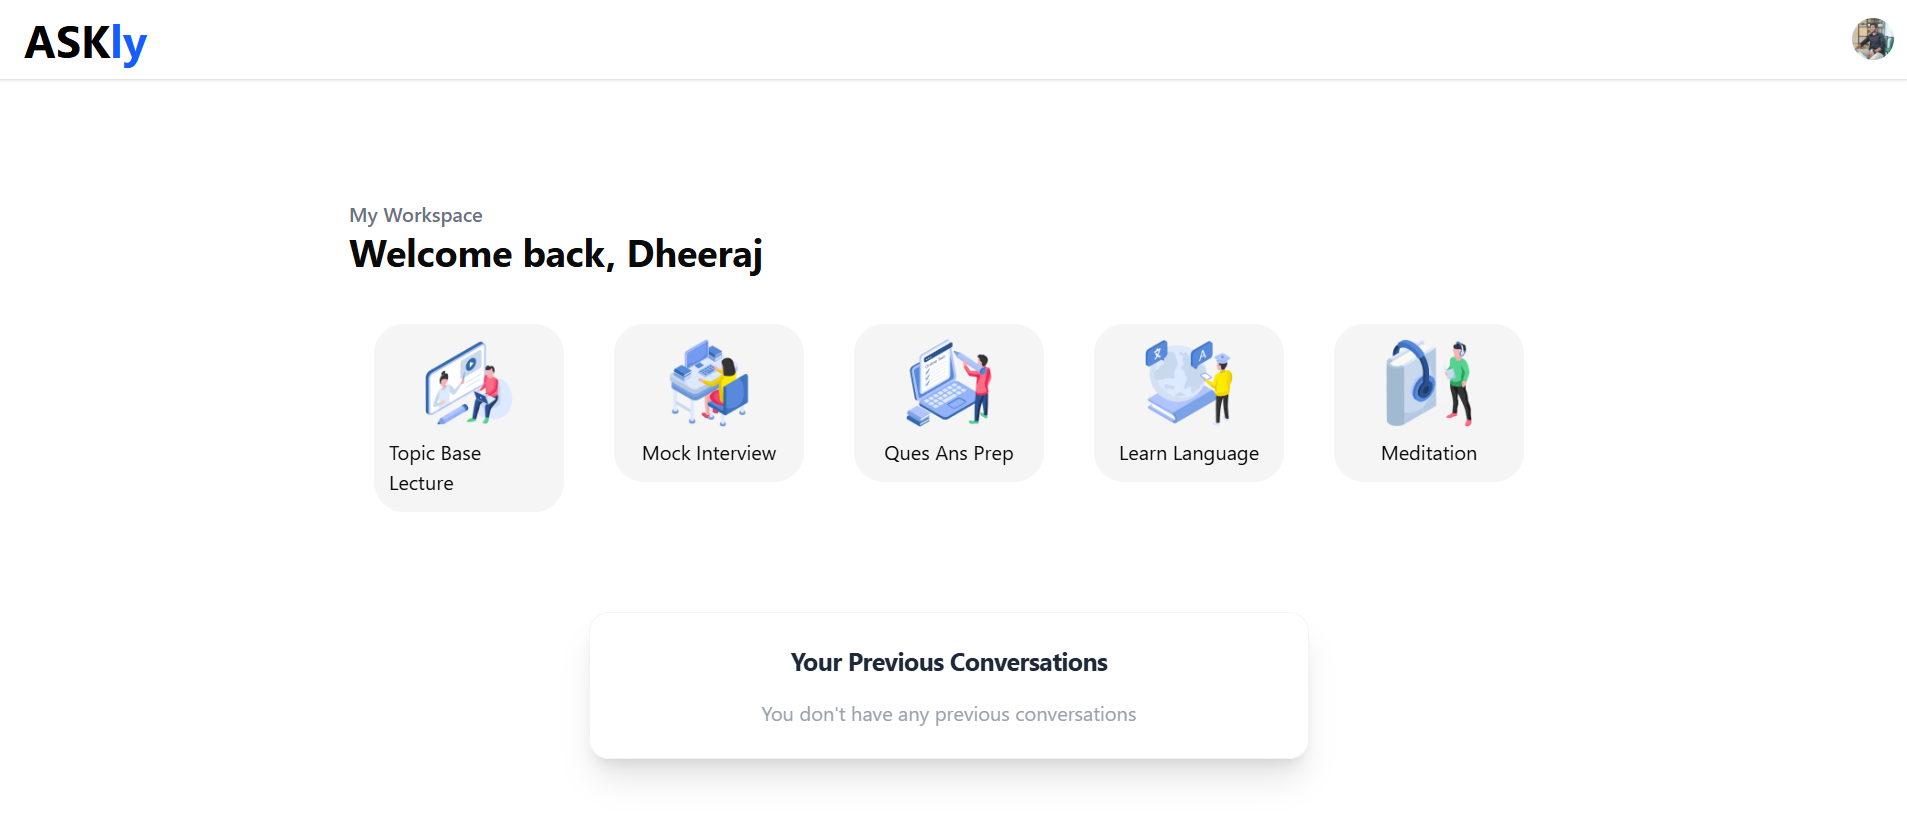 ASKly
My Workspace
Welcome back, Dheeraj
Topic Base
Lecture
Mock Interview
Ques Ans Prep
Learn Language
Meditation
Your Previous Conversations
You don't have any previous conversations